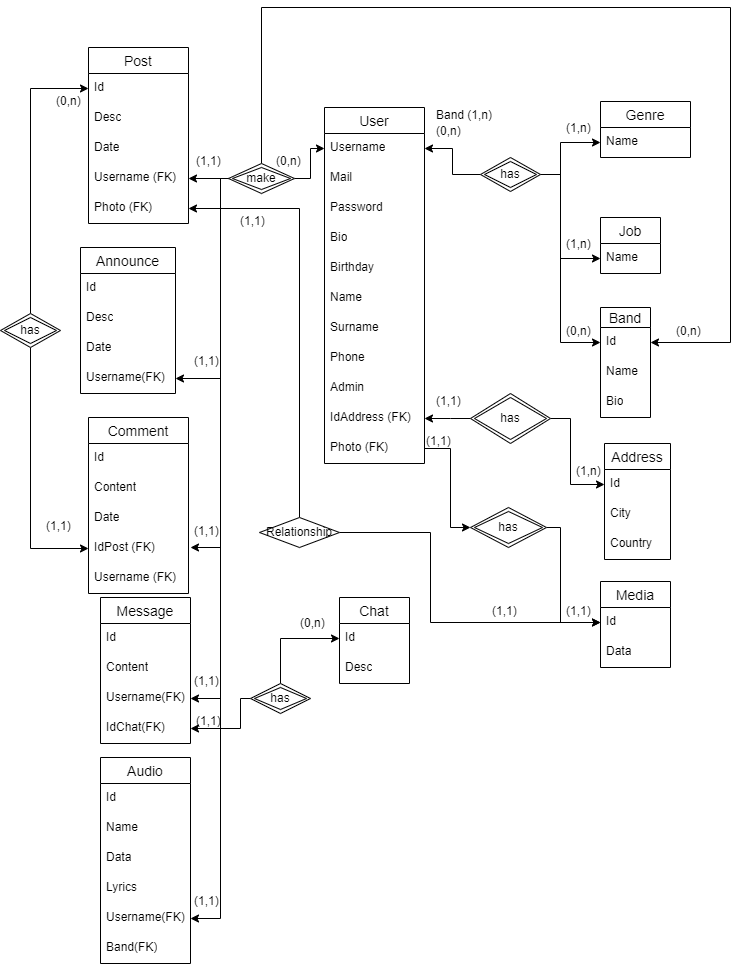 Post
Id
Desc
Date
Username (FK)
Photo (FK)
(0,n)
(1,1)
make
(0,n)
(1,1)
User
Username
Mail
Password
Bio
Birthday
Name
Surname
Phone
Admin
IdAddress (FK)
Photo (FK)
Band (1,n)
(0,n)
has
(1,n)
Genre
Name
(1,n)
Job
Name
(0,n)
Band
Id
Name
Bio
(0,n)
Announce
Id
Desc
Date
Username(FK)
(1,1)
has
Comment
Id
Content
Date
IdPost (FK)
Username (FK)
(1,1)
(1,1)
(1,1)
has
(1,n)
Address
Id
City
Country
(1,1)
has
Relationship
(1,1)
(1,1)
Media
Id
Data
Message
Id
Content
Username(FK)
IdChat(FK)
(1,1)
(1,1)
has
(0,n)
Chat
Id
Desc
Audio
Id
Name
Data
Lyrics
Username(FK)
Band(FK)
(1,1)